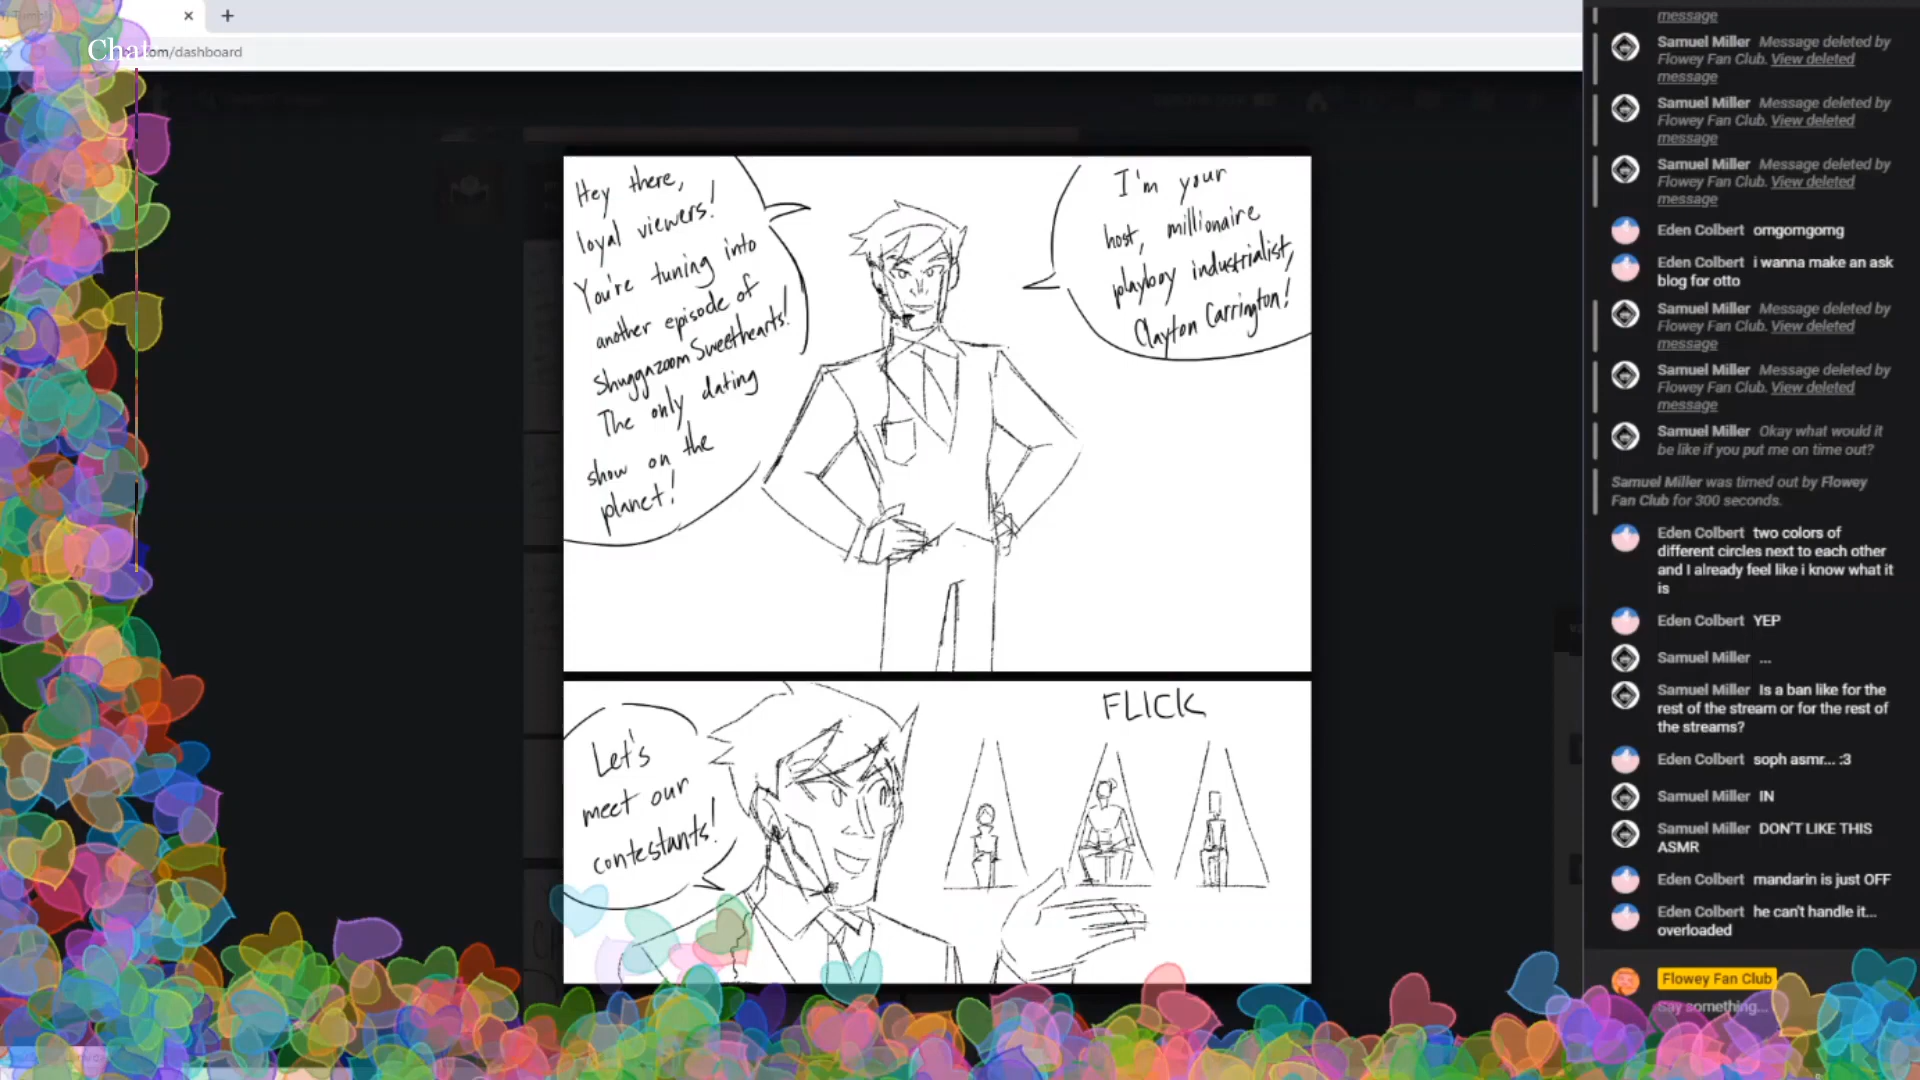 Chat
om/dashboard
Hey there,
loyal viewers!
You're tuning into
another episode of
Shuggazoom Sweethearts!
The only dating
show on the
planet!
I'm your
host, millionaire
playboy industrialist,
Clayton Carrington!
Let's
meet our
contestants!
FLICK
message
Samuel Miller Message deleted by
Flowey Fan Club. View deleted
message
Samuel Miller Message deleted by
Flowey Fan Club. View deleted
message
Samuel Miller Message deleted by
Flowey Fan Club. View deleted
message
Eden Colbert omgomgomg
Eden Colbert i wanna make an ask
blog for otto
Samuel Miller Message deleted by
Flowey Fan Club. View deleted
message
Samuel Miller Message deleted by
Flowey Fan Club. View deleted
message
Samuel Miller Okay what would it
be like if you put me on time out?
Samuel Miller was timed out by Flowey
Fan Club for 300 seconds.
Eden Colbert two colors of
different circles next to each other
and I already feel like i know what it
is
Eden Colbert YEP
Samuel Miller ...
Samuel Miller Is a ban like for the
rest of the stream or for the rest of
the streams?
Eden Colbert soph asmr... :3
Samuel Miller IN
Samuel Miller DON'T LIKE THIS
ASMR
Eden Colbert mandarin is just OFF
Eden Colbert he can't handle it...
overloaded
Flowey Fan Club
Say something...